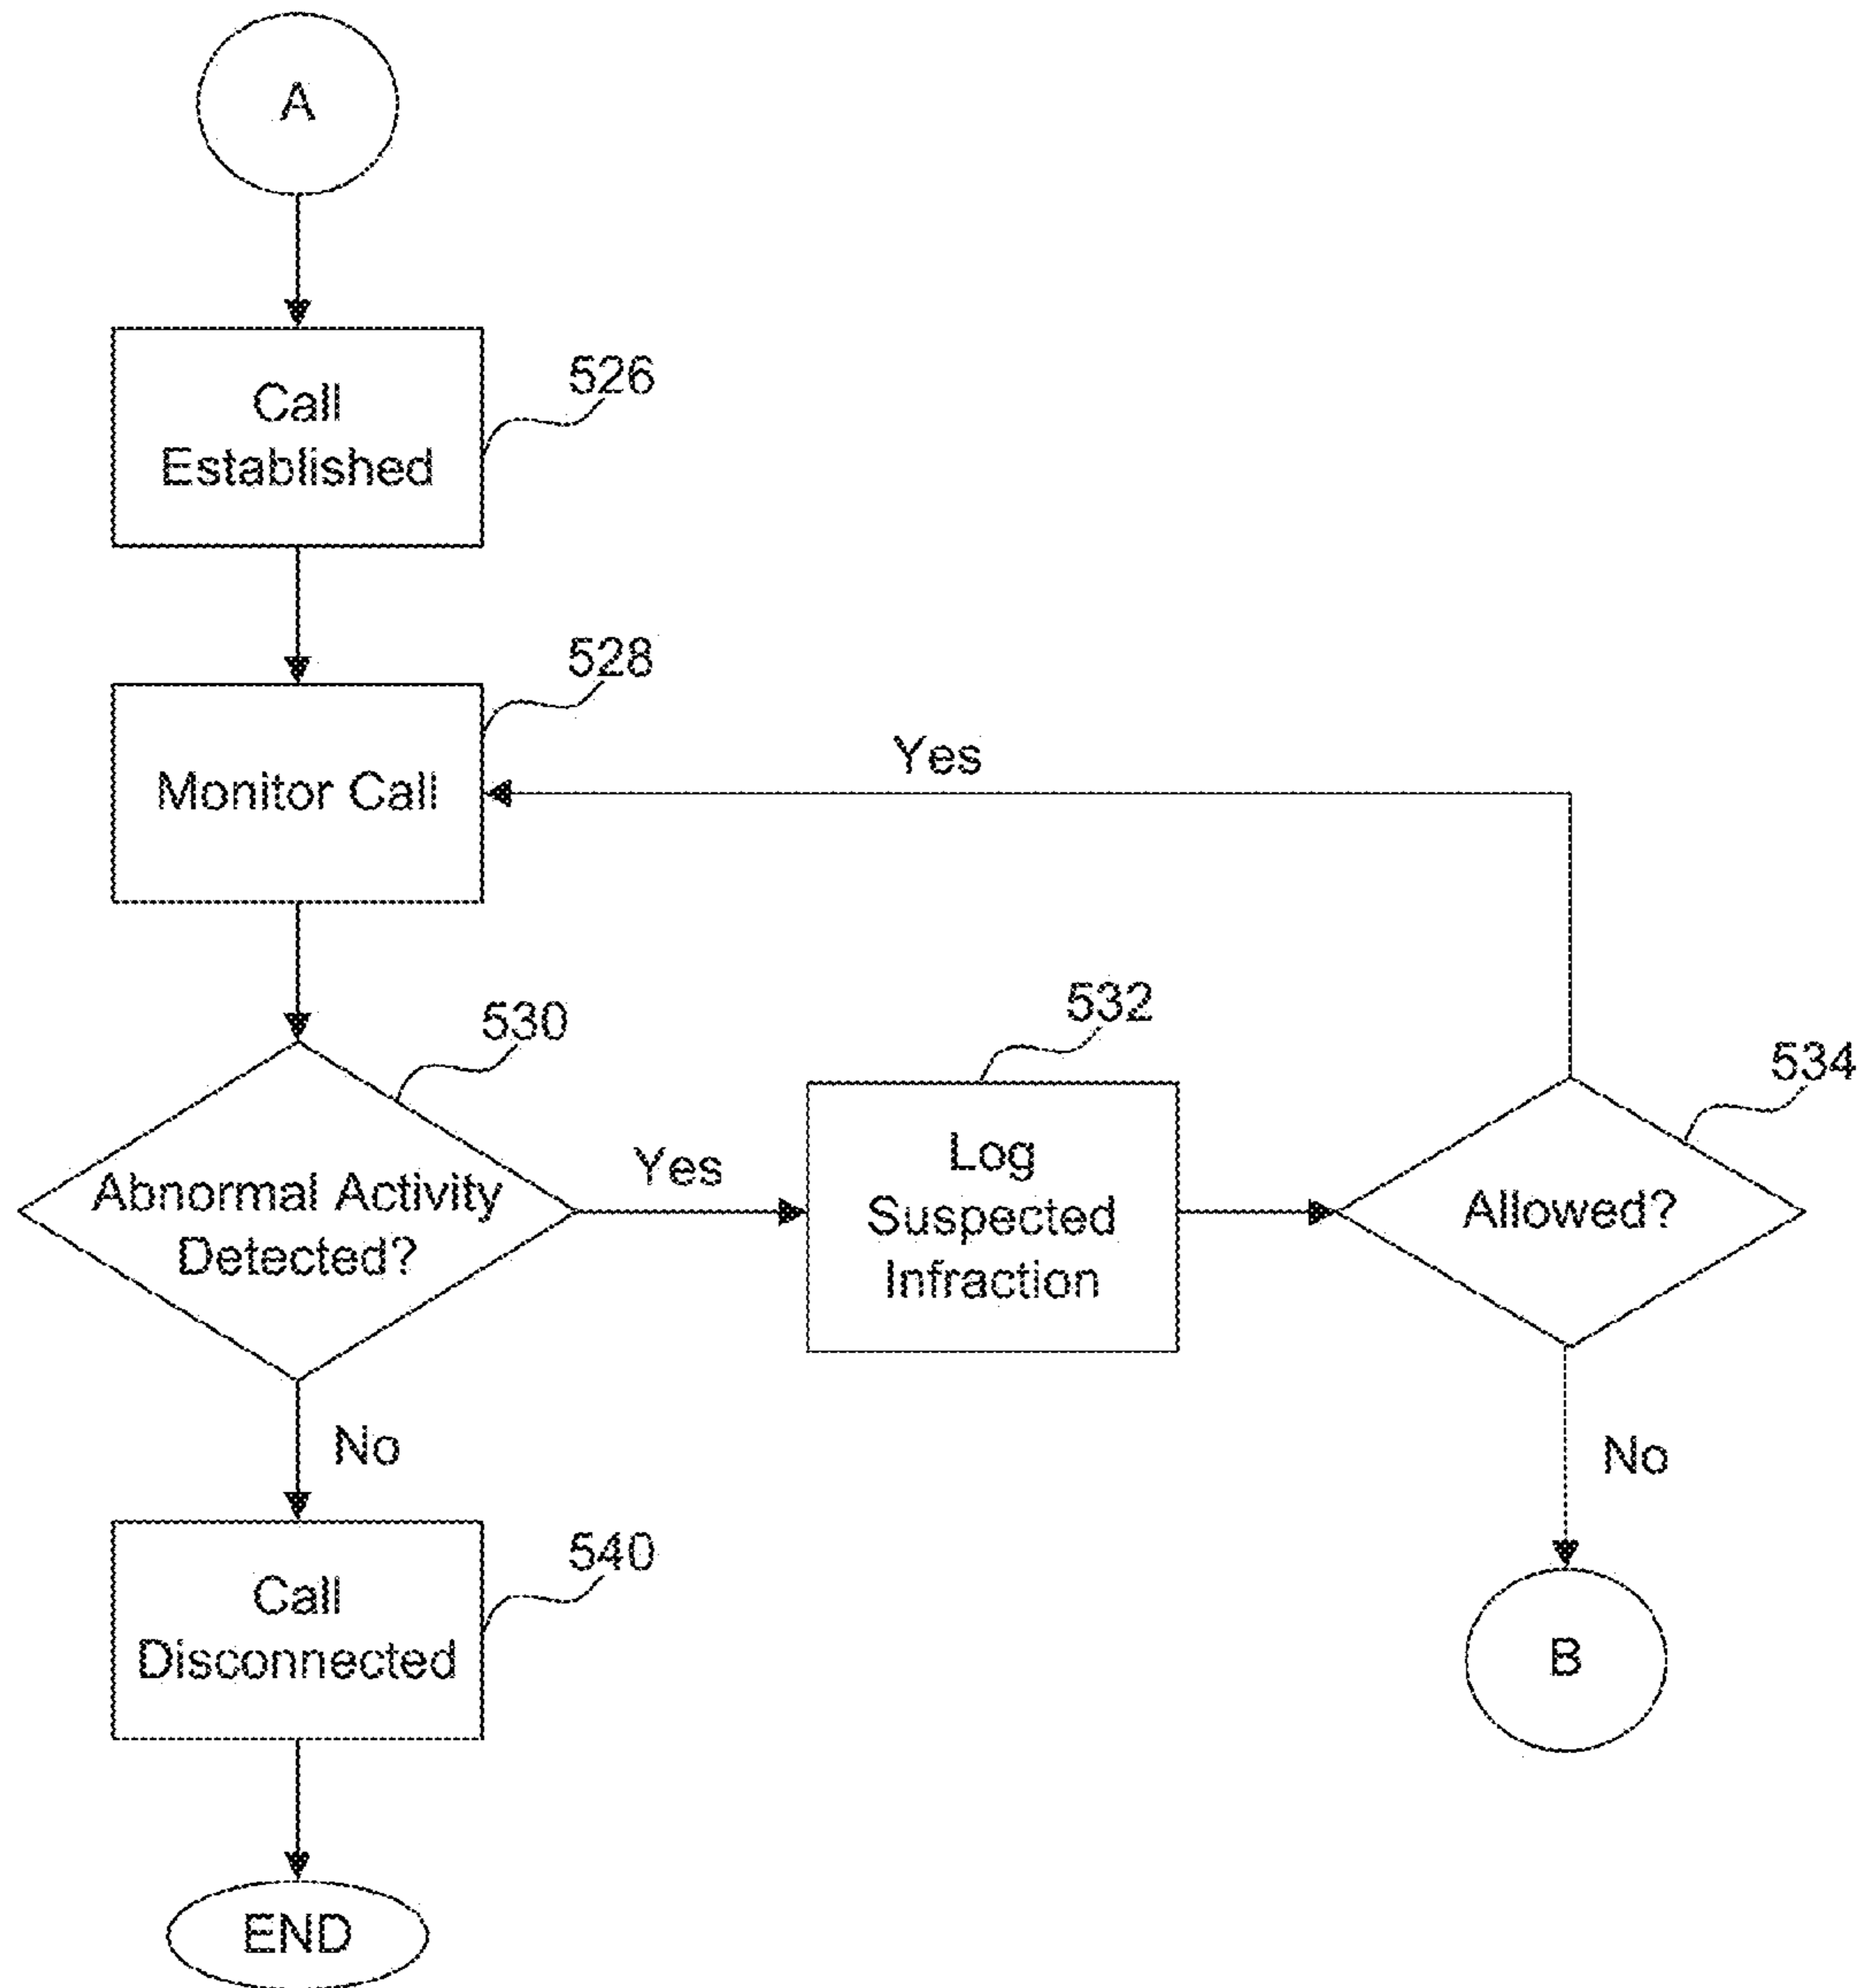 A
Call
Established
526
Monitor Call
528
Yes
Abnormal Activity
Detected?
530
Yes
Log
Suspected
Infraction
532
Allowed?
534
No
Call
Disconnected
540
No
B
END